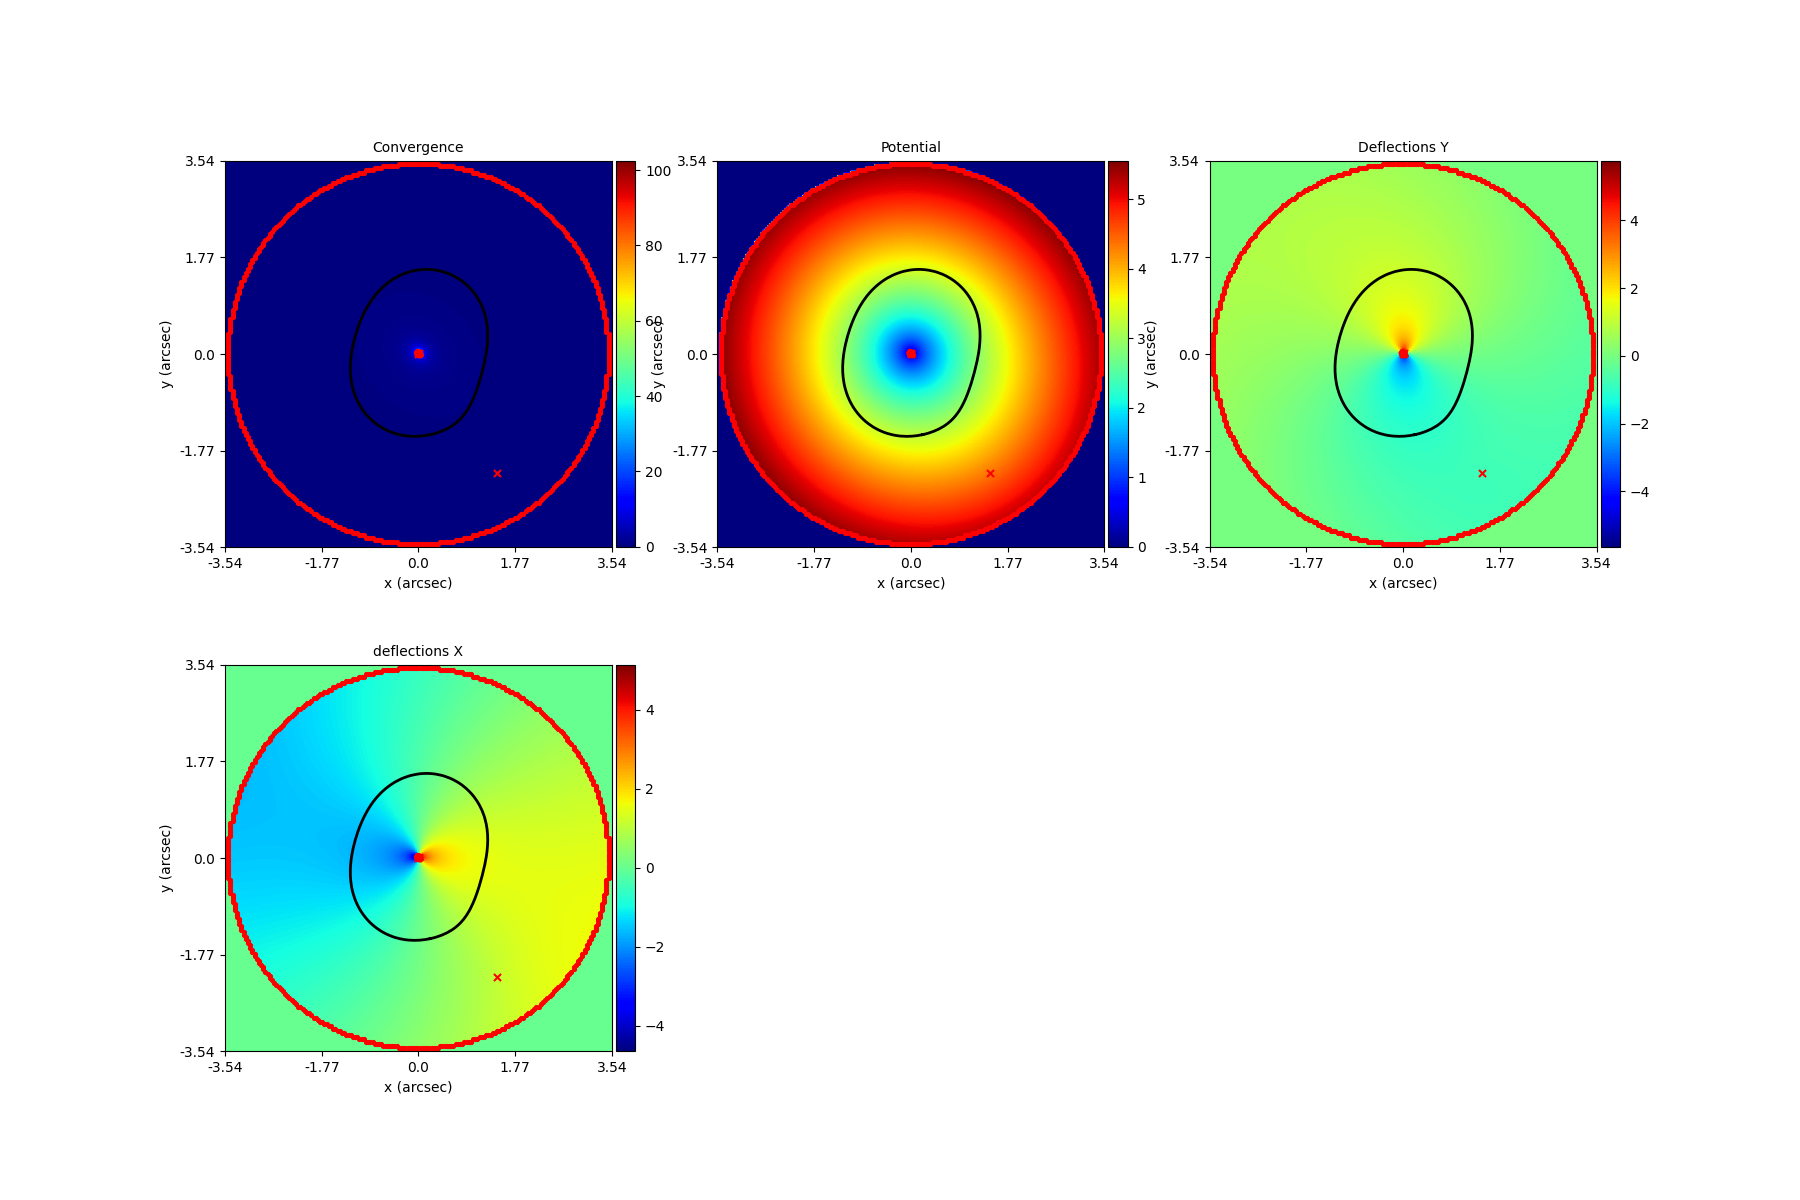 Convergence
3.54
1.77
0.0
-1.77
-3.54
y (arcsec)
-3.54 -1.77 0.0 1.77 3.54
x (arcsec)
100
80
60
40
20
0
Potential
3.54
1.77
0.0
-1.77
-3.54
y (arcsec)
-3.54 -1.77 0.0 1.77 3.54
x (arcsec)
5
4
3
2
1
0
Deflections Y
3.54
1.77
0.0
-1.77
-3.54
y (arcsec)
-3.54 -1.77 0.0 1.77 3.54
x (arcsec)
4
2
0
−2
−4
deflections X
3.54
1.77
0.0
-1.77
-3.54
y (arcsec)
-3.54 -1.77 0.0 1.77 3.54
x (arcsec)
4
2
0
−2
−4